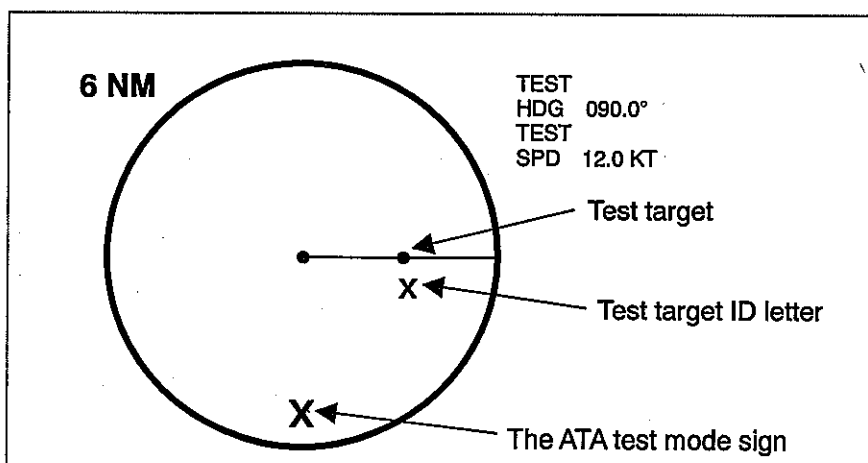 6 NM
TEST
HDG 090.0°
TEST
SPD 12.0 KT
Test target
X
Test target ID letter
X
The ATA test mode sign